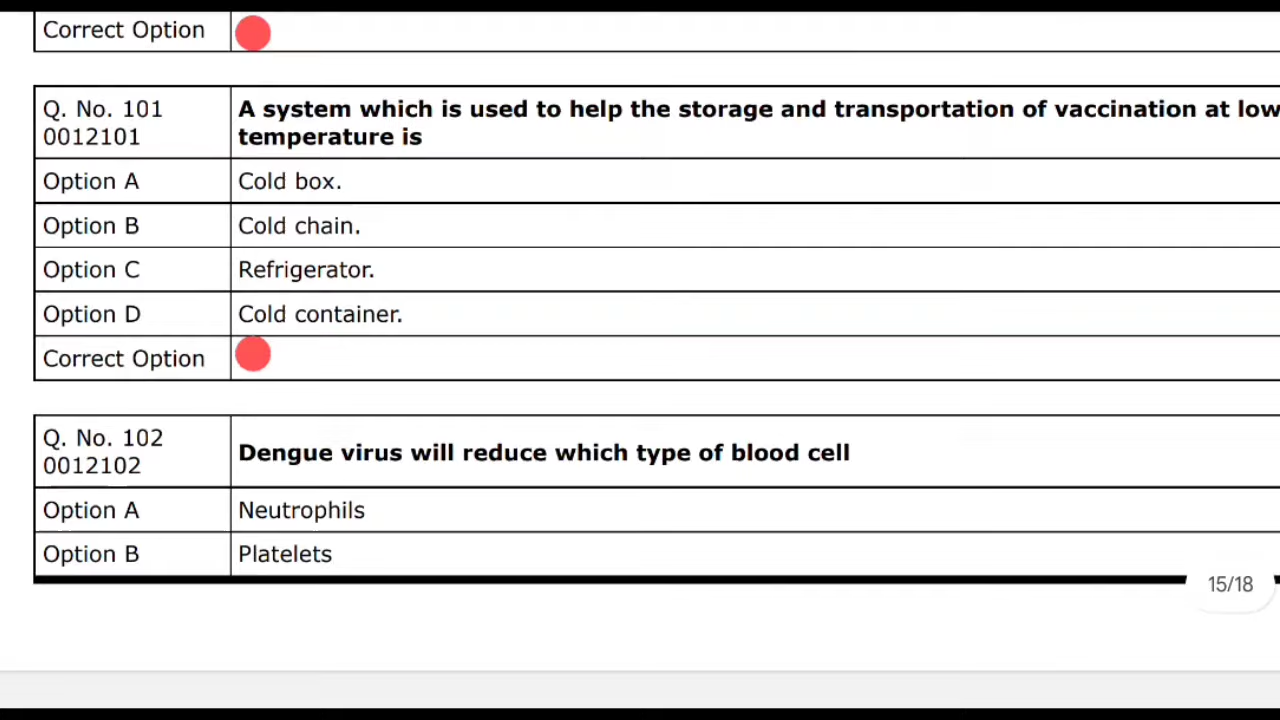 Correct Option
Q. No. 101
0012101
A system which is used to help the storage and transportation of vaccination at low
temperature is
Option A
Cold box.
Option B
Cold chain.
Option C
Refrigerator.
Option D
Cold container.
Correct Option
Q. No. 102
0012102
Dengue virus will reduce which type of blood cell
Option A
Neutrophils
Option B
Platelets
15/18